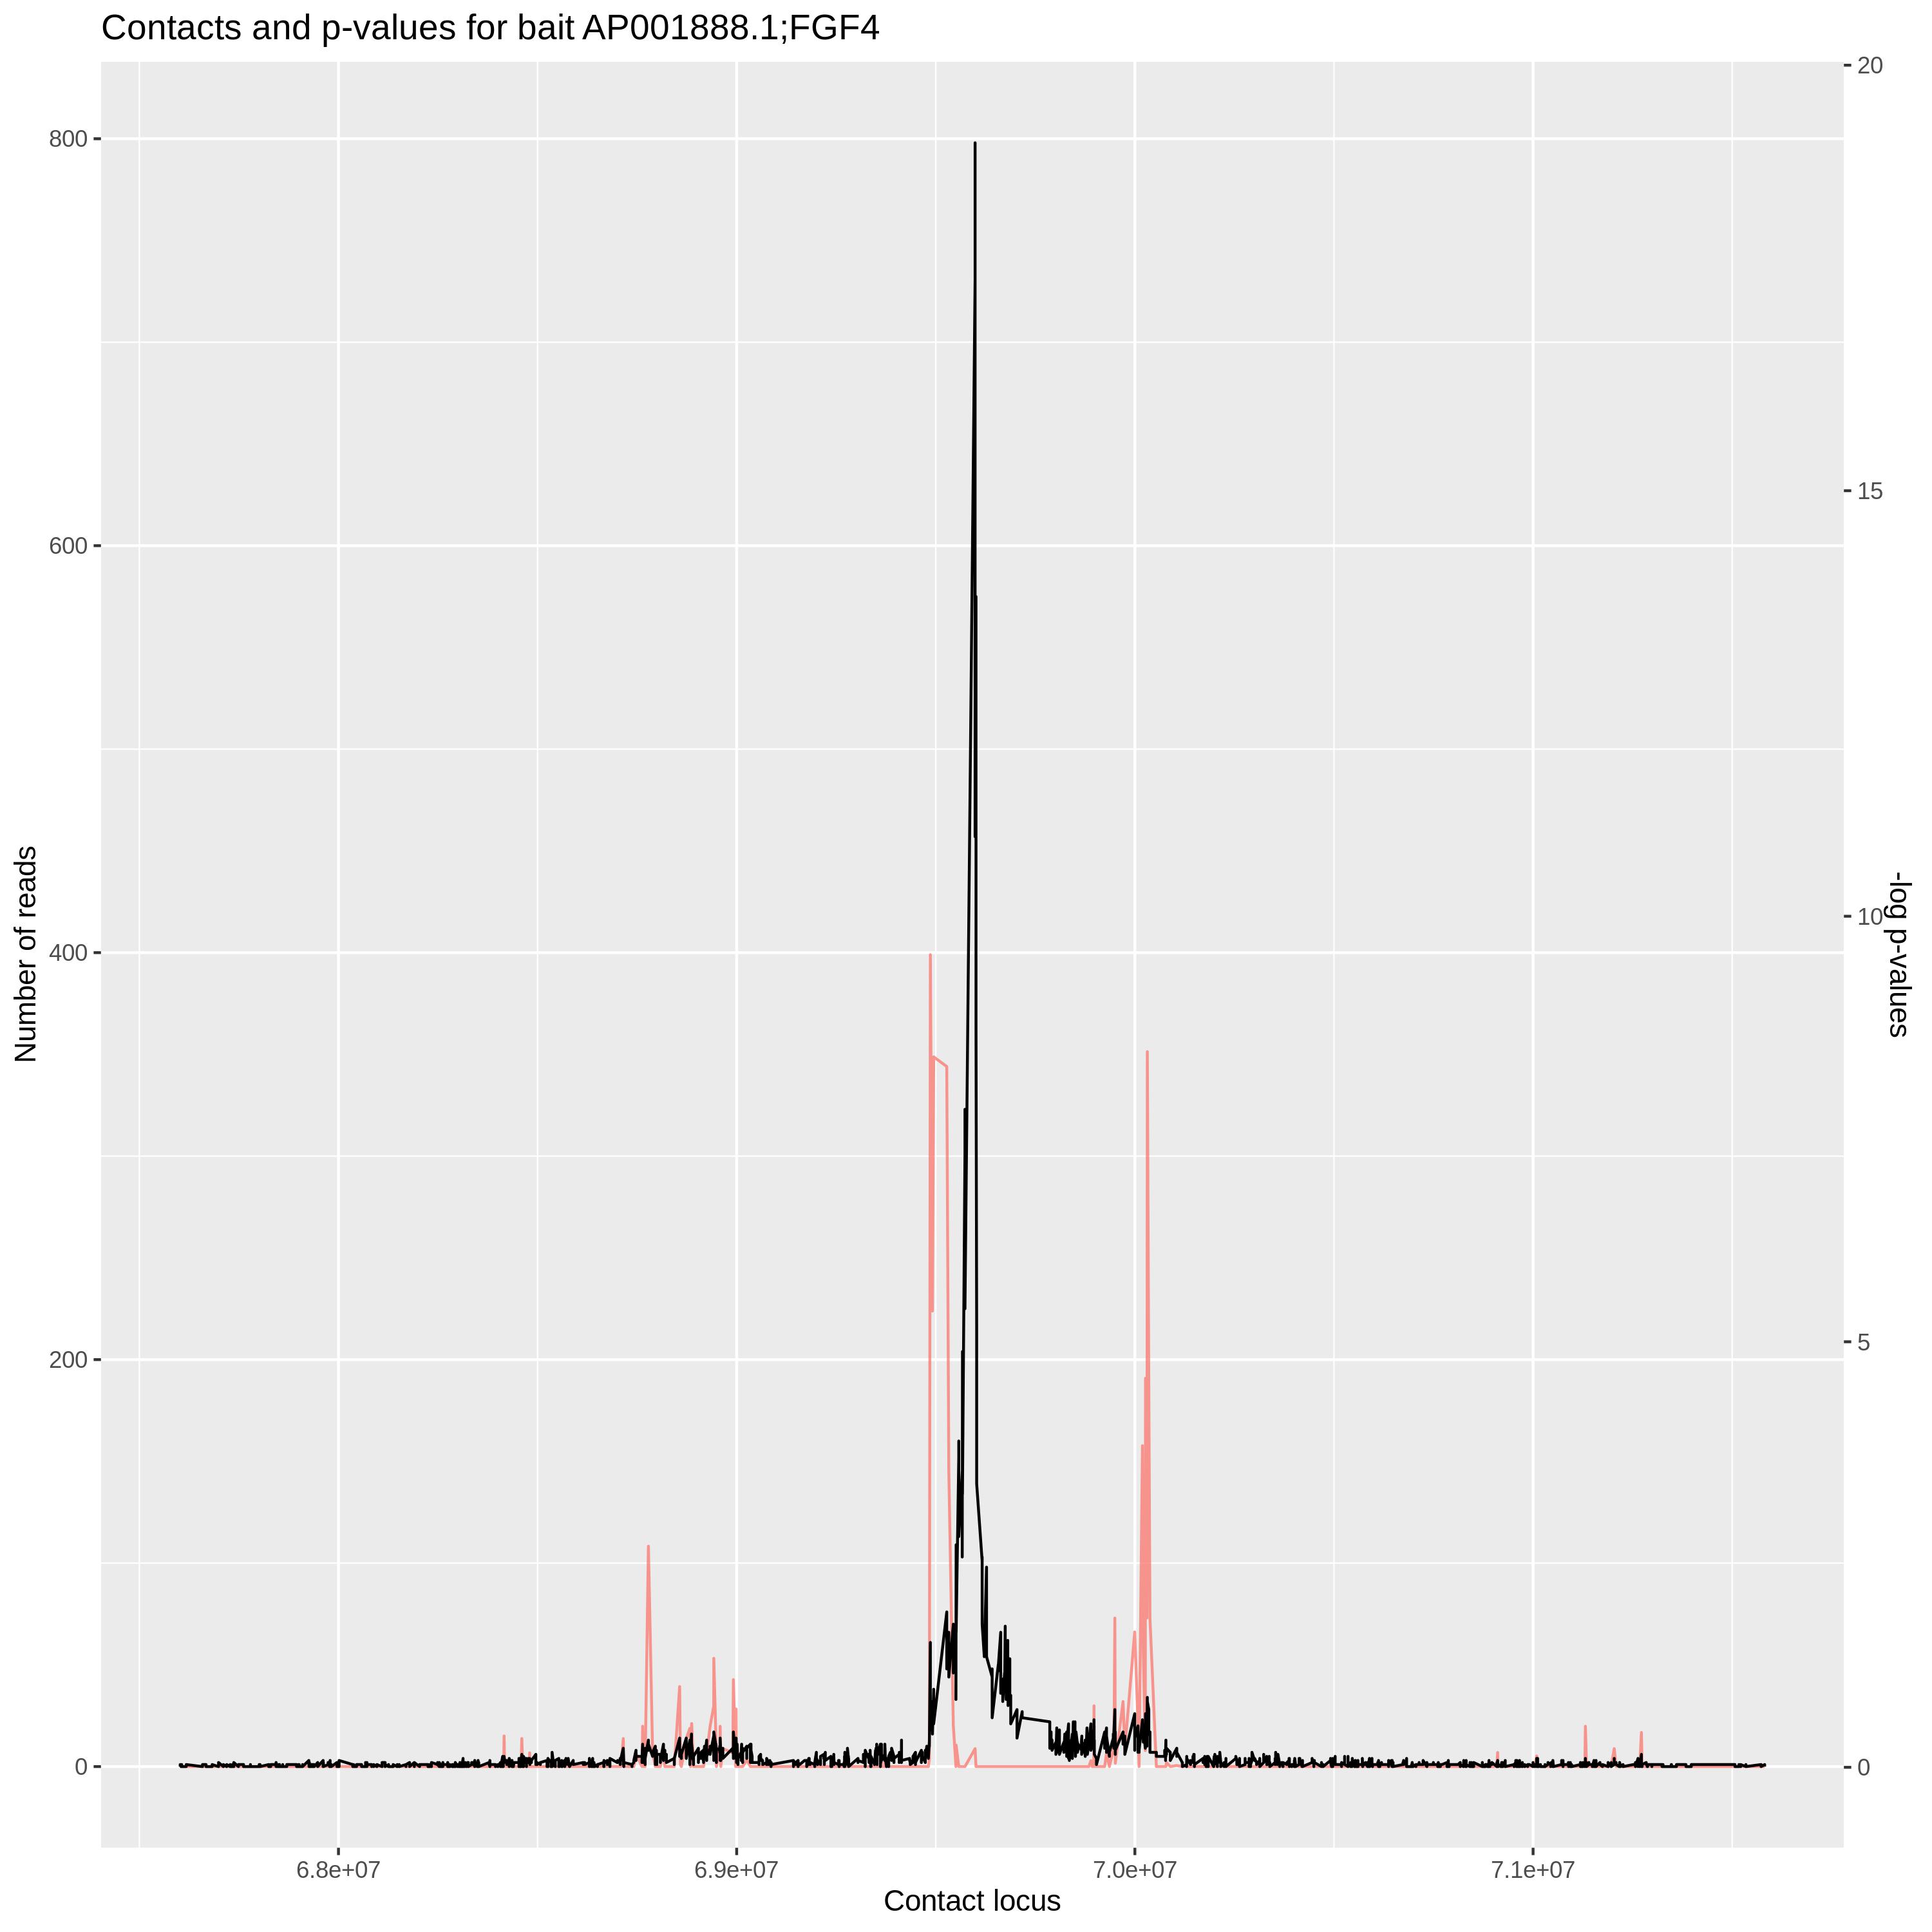 Contacts and p-values for bait AP001888.1;FGF4
20
800
15
600
Number of reads
-log p-values
10
400
5
200
0
0
6.8e+07
6.9e+07
7.0e+07
7.1e+07
Contact locus